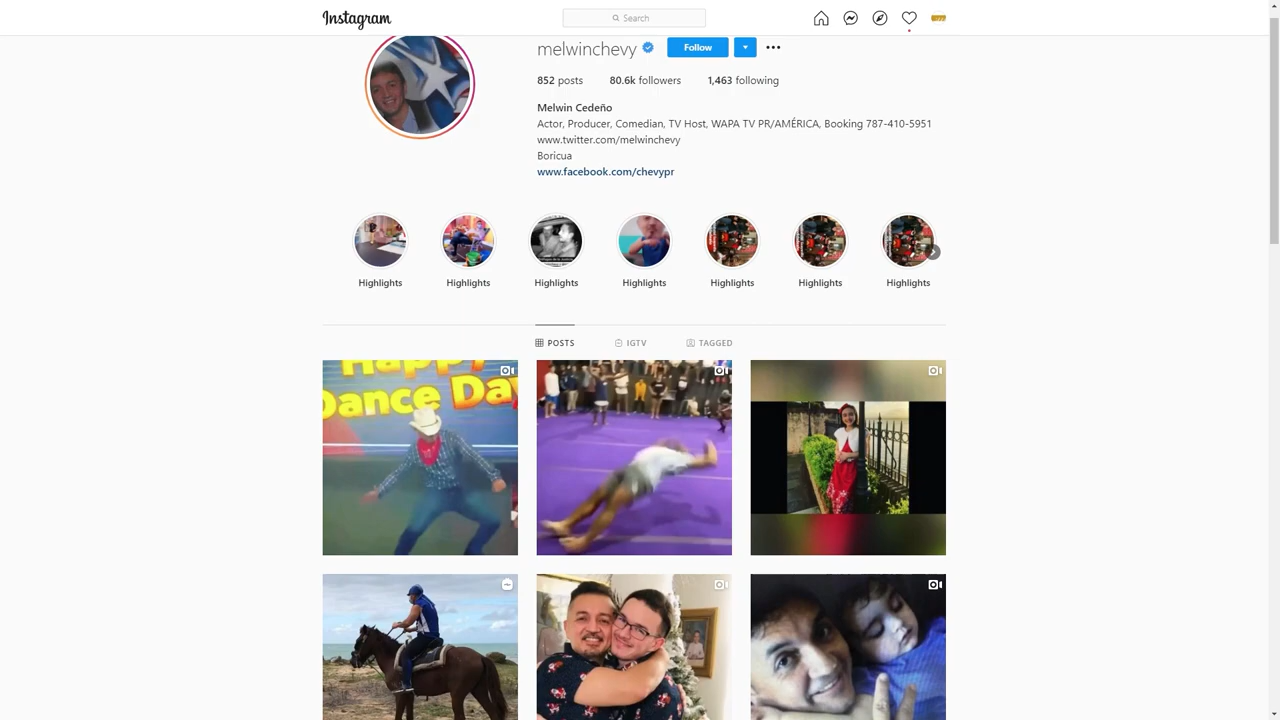 Instagram
Search
melwinchevy
Follow
852 posts 80.6k followers 1,463 following
Melwin Cedeño
Actor, Producer, Comedian, TV Host, WAPA TV PR/AMÉRICA, Booking 787-410-5951
www.twitter.com/melwinchevy
Boricua
www.facebook.com/chevypr
Highlights Highlights Highlights Highlights Highlights Highlights Highlights
POSTS IGTV TAGGED
Happy
Dance Day